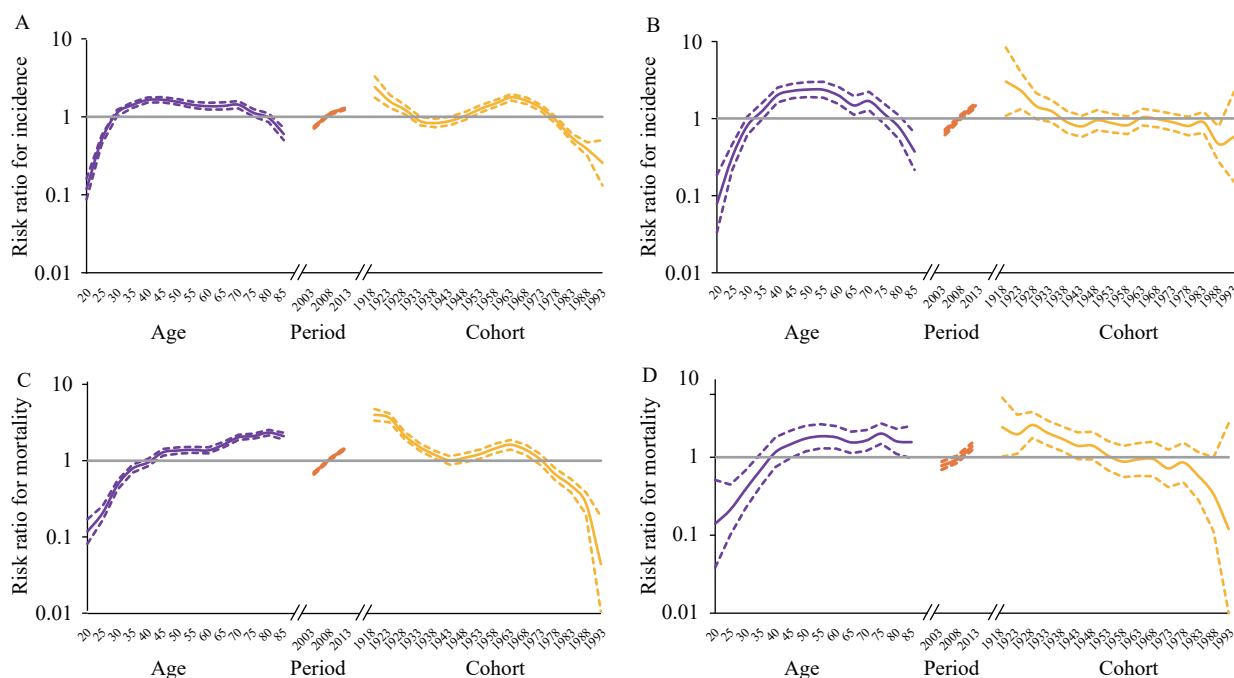 A
Risk ratio for incidence
10
1
0.1
0.01
20 25 30 35 40 45 50 55 60 65 70 75 80 85
2003 2008 2013
1918 1923 1928 1933 1938 1943 1948 1953 1958 1963 1968 1973 1978 1983 1988 1993
Age Period Cohort
B
Risk ratio for incidence
10
1
0.1
0.01
20 25 30 35 40 45 50 55 60 65 70 75 80 85
2003 2008 2013
1918 1923 1928 1933 1938 1943 1948 1953 1958 1963 1968 1973 1978 1983 1988 1993
Age Period Cohort
C
Risk ratio for mortality
10
1
0.1
0.01
20 25 30 35 40 45 50 55 60 65 70 75 80 85
2003 2008 2013
1918 1923 1928 1933 1938 1943 1948 1953 1958 1963 1968 1973 1978 1983 1988 1993
Age Period Cohort
D
Risk ratio for mortality
10
1
0.1
0.01
20 25 30 35 40 45 50 55 60 65 70 75 80 85
2003 2008 2013
1918 1923 1928 1933 1938 1943 1948 1953 1958 1963 1968 1973 1978 1983 1988 1993
Age Period Cohort